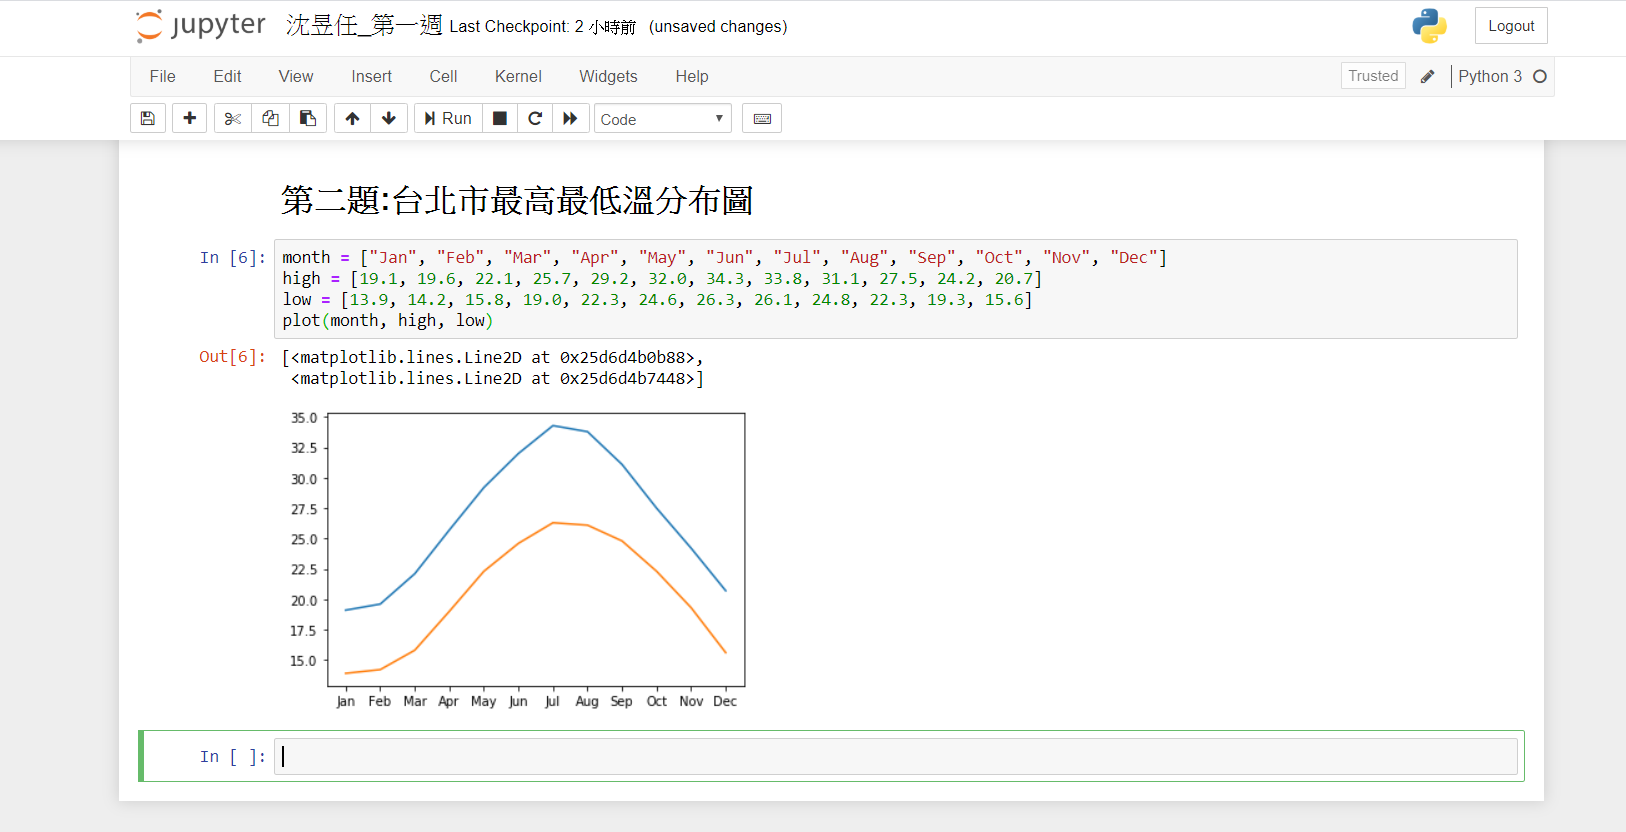 jupyter 沈昱任_第一週 Last Checkpoint: 2 小時前 (unsaved changes) Logout
File Edit View Insert Cell Kernel Widgets Help Trusted Python 3
Run Code
第二題:台北市最高最低溫分布圖
In [6]: month = ["Jan", "Feb", "Mar", "Apr", "May", "Jun", "Jul", "Aug", "Sep", "Oct", "Nov", "Dec"]
high = [19.1, 19.6, 22.1, 25.7, 29.2, 32.0, 34.3, 33.8, 31.1, 27.5, 24.2, 20.7]
low = [13.9, 14.2, 15.8, 19.0, 22.3, 24.6, 26.3, 26.1, 24.8, 22.3, 19.3, 15.6]
plot(month, high, low)
Out[6]: [<matplotlib.lines.Line2D at 0x25d6d4b0b88>,
<matplotlib.lines.Line2D at 0x25d6d4b7448>]
35.0
32.5
30.0
27.5
25.0
22.5
20.0
17.5
15.0
Jan Feb Mar Apr May Jun Jul Aug Sep Oct Nov Dec
In [ ]: